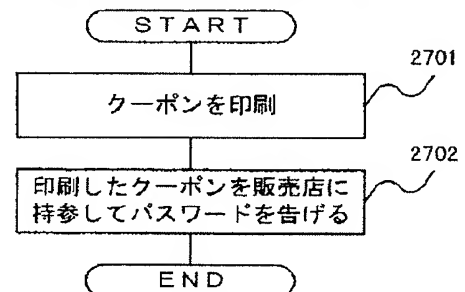 START
2701
クーポンを印刷
2702
印刷したクーポンを販売店に
持参してパスワードを告げる
END